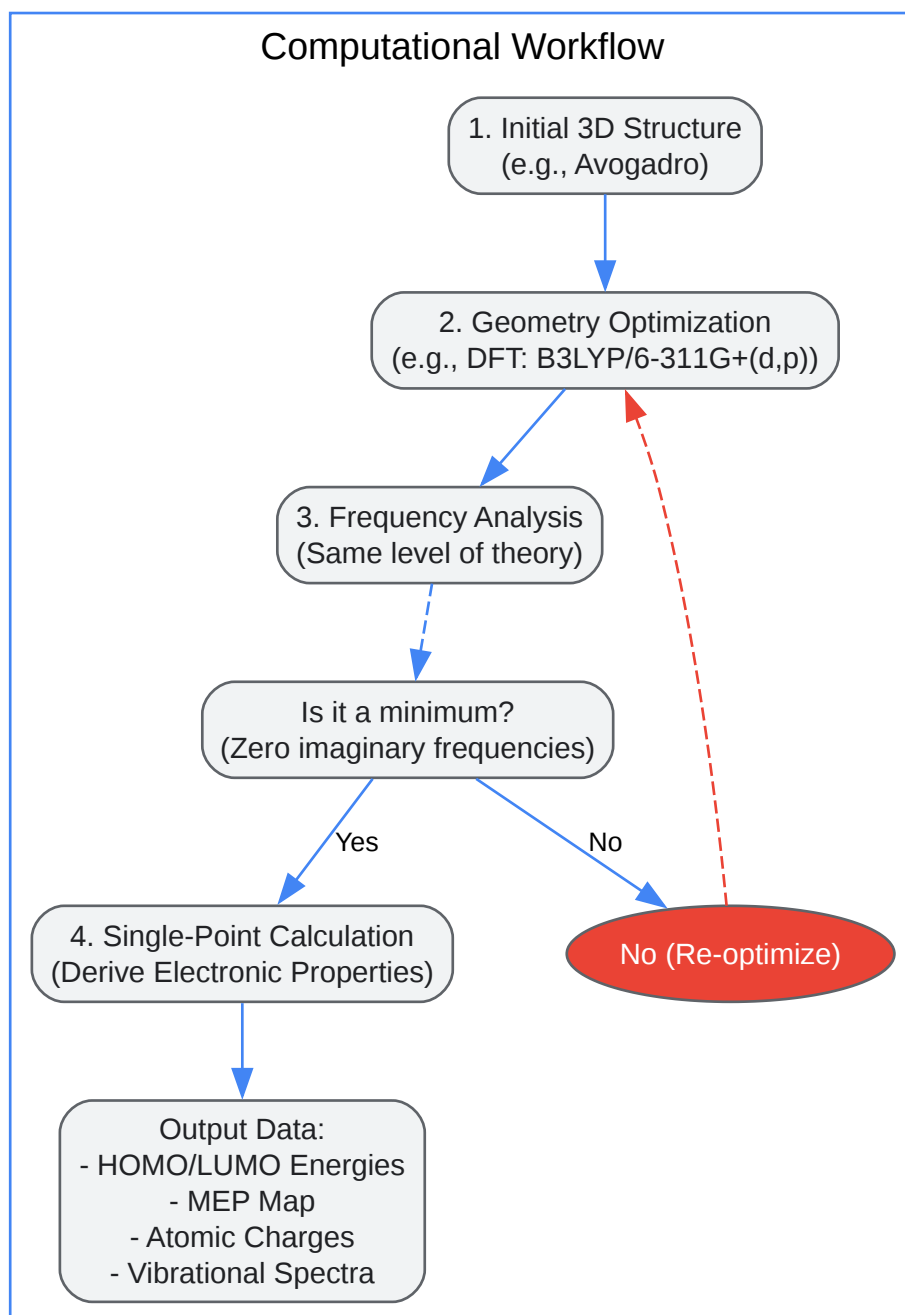 Computational Workflow
1. Initial 3D Structure
(e.g., Avogadro)
2. Geometry Optimization
(e.g., DFT: B3LYP/6-311G+(d,p))
3. Frequency Analysis
(Same level of theory)
Is it a minimum?
(Zero imaginary frequencies)
Yes
No
4. Single-Point Calculation
(Derive Electronic Properties)
No (Re-optimize)
Output Data:
- HOMO/LUMO Energies
- MEP Map
- Atomic Charges
- Vibrational Spectra